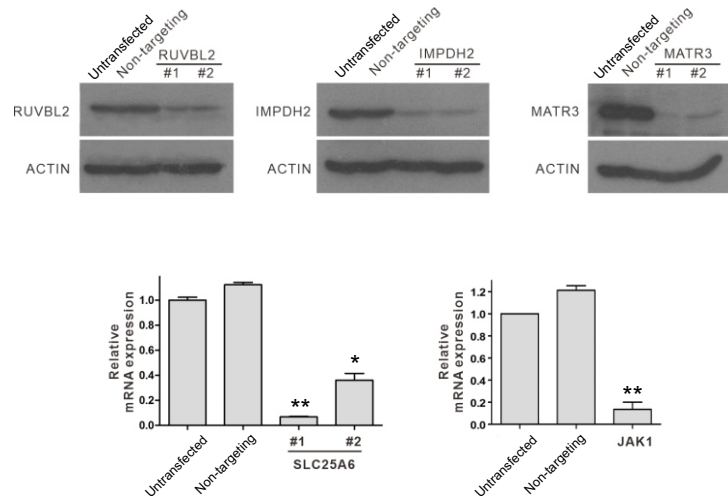 Untransfected
Non-targeting
RUVBL2
#1 #2
RUVBL2
ACTIN
Untransfected
Non-targeting
IMPDH2
#1 #2
IMPDH2
ACTIN
Untransfected
Non-targeting
MATR3
#1 #2
MATR3
ACTIN
Relative
mRNA expression
1.0
0.8
0.6
0.4
0.2
0.0
**
*
Untransfected
Non-targeting
#1 #2
SLC25A6
Relative
mRNA expression
1.2
1.0
0.8
0.6
0.4
0.2
0.0
**
Untransfected
Non-targeting
JAK1